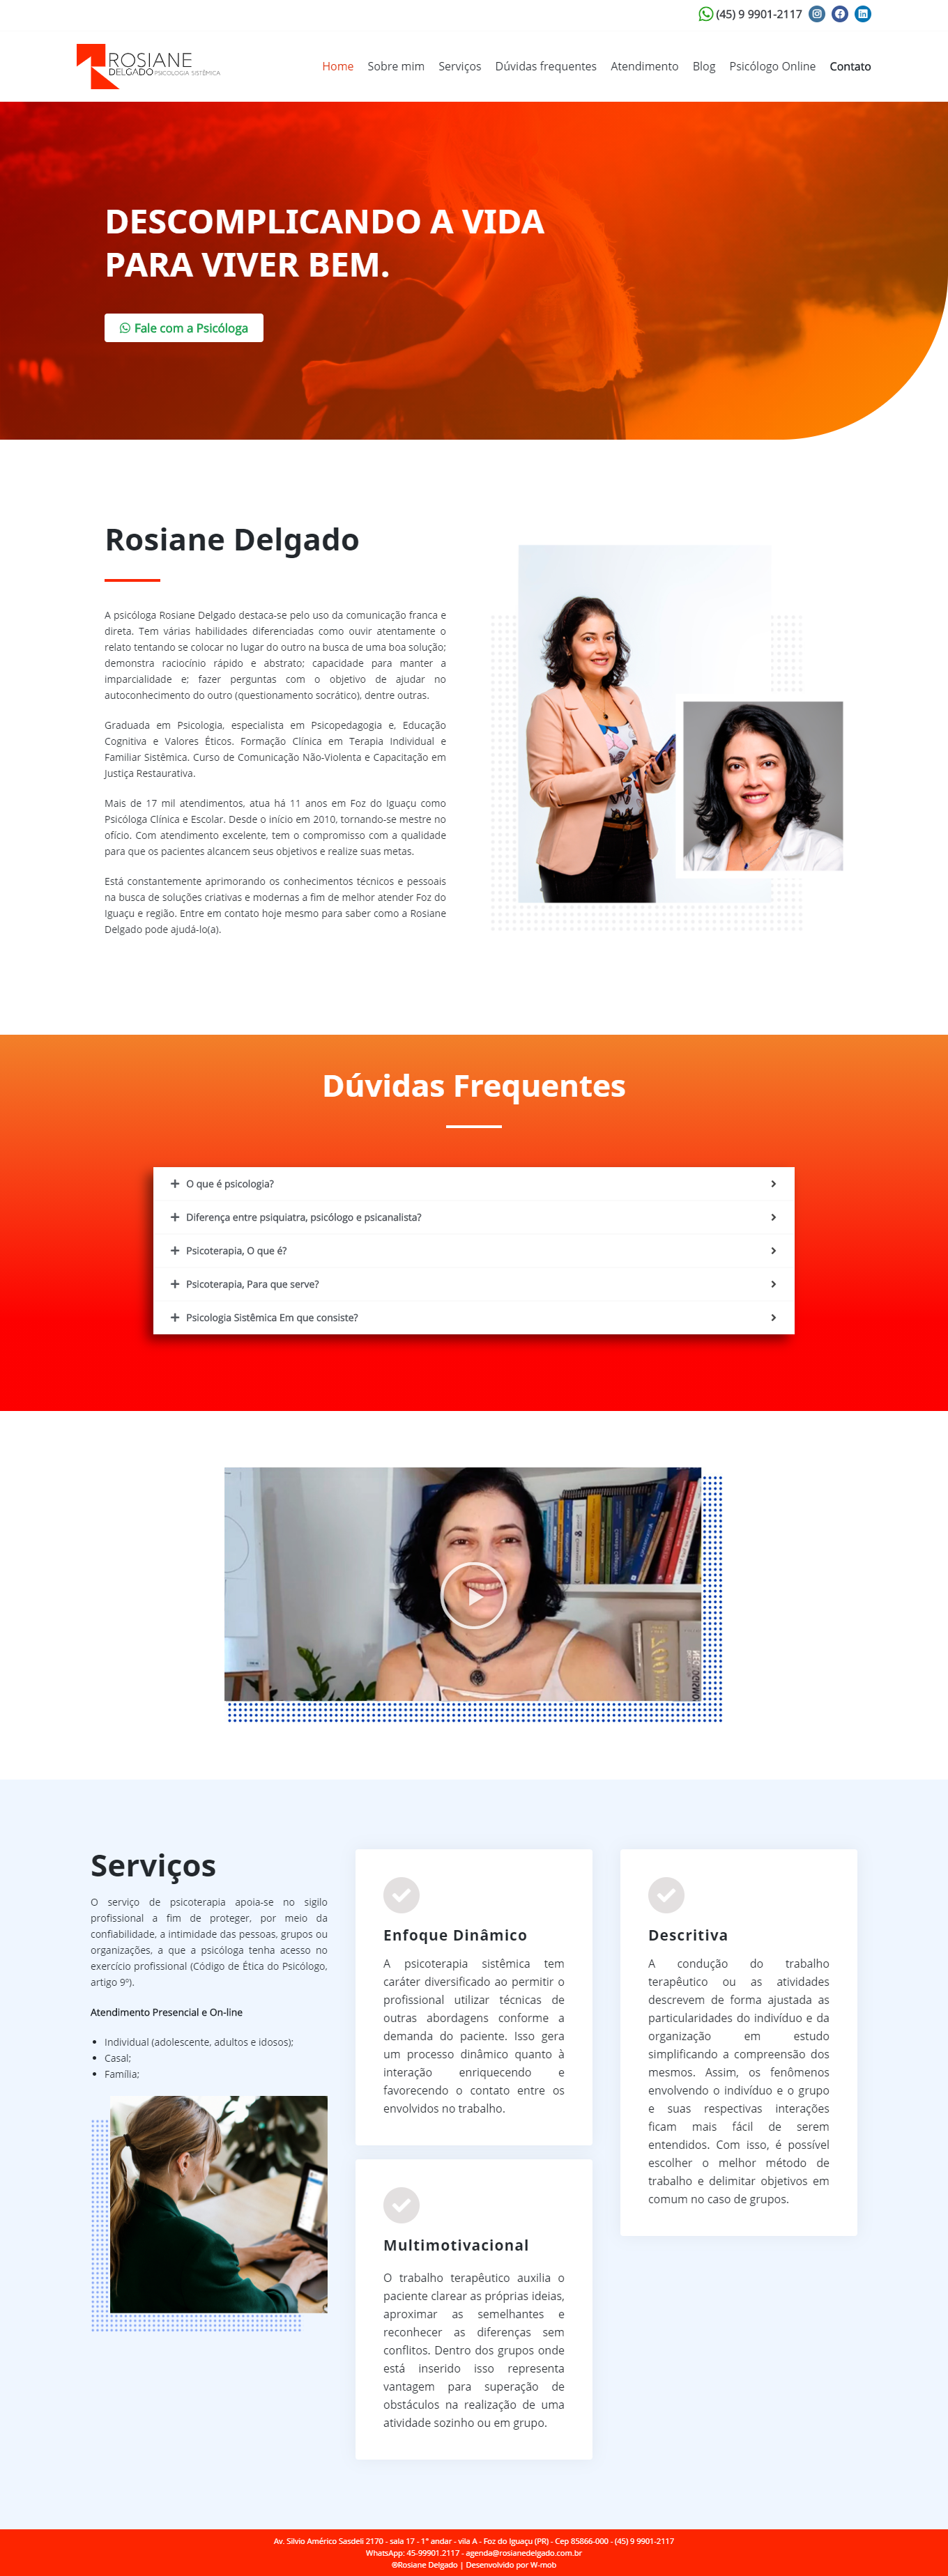 (45) 9 9901-2117
ROSIANE
DELGADO PSICOLOGIA SISTÊMICA
Home Sobre mim Serviços Dúvidas frequentes Atendimento Blog Psicólogo Online Contato
DESCOMPLICANDO A VIDA
PARA VIVER BEM.
Fale com a Psicóloga
Rosiane Delgado
A psicóloga Rosiane Delgado destaca-se pelo uso da comunicação franca e
direta. Tem várias habilidades diferenciadas como ouvir atentamente o
relato tentando se colocar no lugar do outro na busca de uma boa solução;
demonstra raciocínio rápido e abstrato; capacidade para manter a
imparcialidade e; fazer perguntas com o objetivo de ajudar no
autoconhecimento do outro (questionamento socrático), dentre outras.
Graduada em Psicologia, especialista em Psicopedagogia e, Educação
Cognitiva e Valores Éticos. Formação Clínica em Terapia Individual e
Familiar Sistêmica. Curso de Comunicação Não-Violenta e Capacitação em
Justiça Restaurativa.
Mais de 17 mil atendimentos, atua há 11 anos em Foz do Iguaçu como
Psicóloga Clínica e Escolar. Desde o início em 2010, tornando-se mestre no
ofício. Com atendimento excelente, tem o compromisso com a qualidade
para que os pacientes alcancem seus objetivos e realize suas metas.
Está constantemente aprimorando os conhecimentos técnicos e pessoais
na busca de soluções criativas e modernas a fim de melhor atender Foz do
Iguaçu e região. Entre em contato hoje mesmo para saber como a Rosiane
Delgado pode ajudá-lo(a).
Dúvidas Frequentes
O que é psicologia?
Diferença entre psiquiatra, psicólogo e psicanalista?
Psicoterapia, O que é?
Psicoterapia, Para que serve?
Psicologia Sistêmica Em que consiste?
Serviços
O serviço de psicoterapia apoia-se no sigilo
profissional a fim de proteger, por meio da
confiabilidade, a intimidade das pessoas, grupos ou
organizações, a que a psicóloga tenha acesso no
exercício profissional (Código de Ética do Psicólogo,
artigo 9º).
Atendimento Presencial e On-line
• Individual (adolescente, adultos e idosos);
• Casal;
• Família;
Enfoque Dinâmico
A psicoterapia sistêmica tem
caráter diversificado ao permitir o
profissional utilizar técnicas de
outras abordagens conforme a
demanda do paciente. Isso gera
um processo dinâmico quanto à
interação enriquecendo e
favorecendo o contato entre os
envolvidos no trabalho.
Multimotivacional
O trabalho terapêutico auxilia o
paciente clarear as próprias ideias,
aproximar as semelhantes e
reconhecer as diferenças sem
conflitos. Dentro dos grupos onde
está inserido isso representa
vantagem para superação de
obstáculos na realização de uma
atividade sozinho ou em grupo.
Descritiva
A condução do trabalho
terapêutico ou as atividades
descrevem de forma ajustada as
particularidades do indivíduo e da
organização em estudo
simplificando a compreensão dos
mesmos. Assim, os fenômenos
envolvendo o indivíduo e o grupo
e suas respectivas interações
ficam mais fácil de serem
entendidos. Com isso, é possível
escolher o melhor método de
trabalho e delimitar objetivos em
comum no caso de grupos.
Av. Silvio Américo Sasdeli 2170 - sala 17 - 1° andar - vila A - Foz do Iguaçu (PR) - Cep 85866-000 - (45) 9 9901-2117
WhatsApp: 45-99901.2117 - agenda@rosianedelgado.com.br
®Rosiane Delgado | Desenvolvido por W-mob